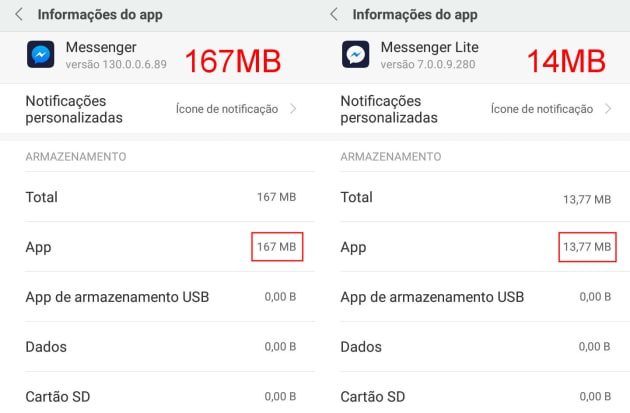 Informações do app
Messenger
versão 130.0.0.6.89
167MB
Notificações personalizadas
Ícone de notificação
ARMAZENAMENTO
Total
167 MB
App
167 MB
App de armazenamento USB
0,00 B
Dados
0,00 B
Cartão SD
0,00 B
Informações do app
Messenger Lite
versão 7.0.0.9.280
14MB
Notificações personalizadas
Ícone de notificação
ARMAZENAMENTO
Total
13,77 MB
App
13,77 MB
App de armazenamento USB
0,00 B
Dados
0,00 B
Cartão SD
0,00 B